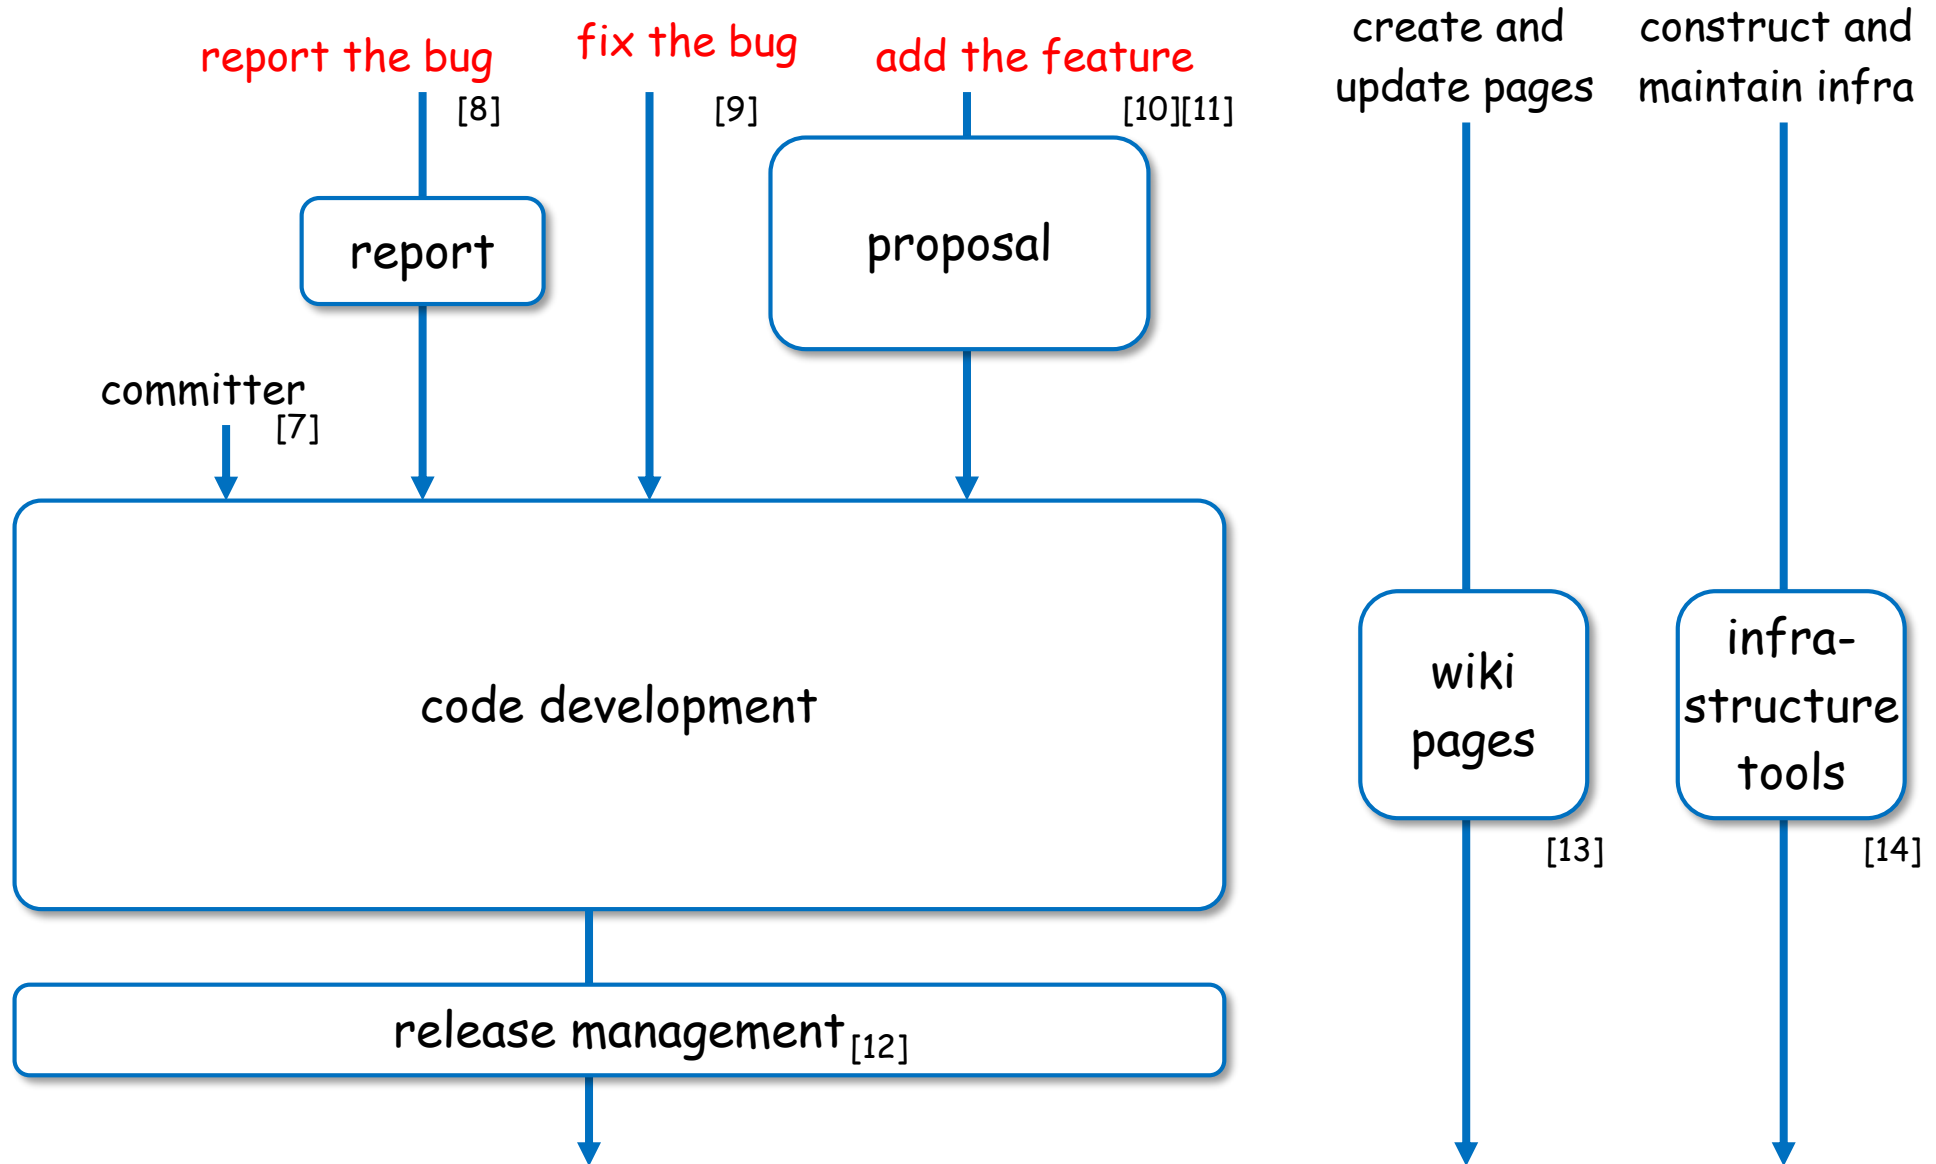 report the bug
[8]
fix the bug
[9]
add the feature
[10][11]
create and
update pages
construct and
maintain infra
report
proposal
committer
[7]
code development
wiki
pages
[13]
infra-
structure
tools
[14]
release management
[12]